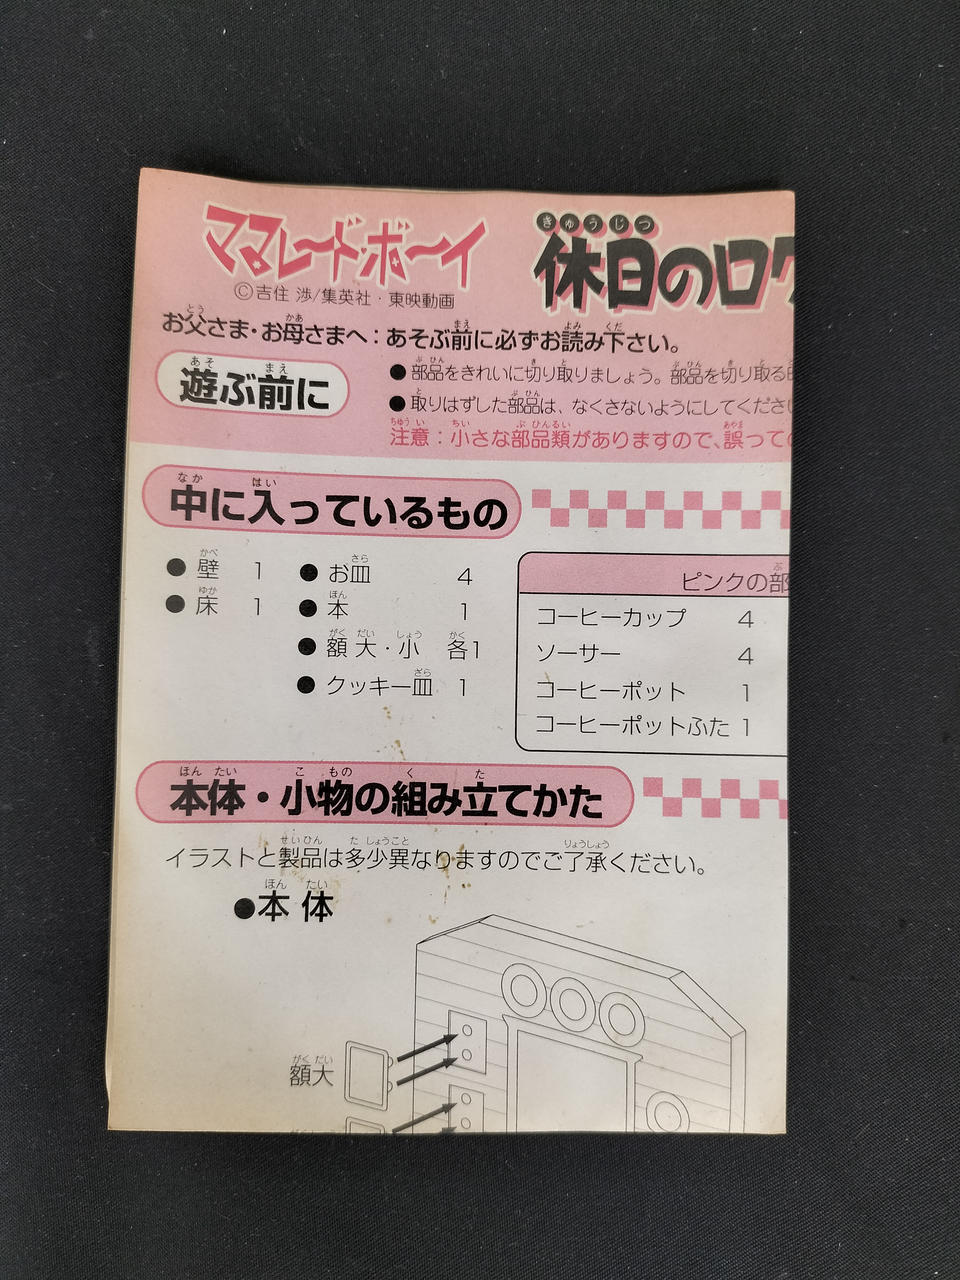 ママレード・ボーイ
©吉住 渉/集英社・東映動画
きゅうじつ
休日のログ
お父さま・お母さまへ：あそぶ前に必ずお読み下さい。
遊ぶ前に
●部品をきれいに切り取りましょう。部品を切り取る
●取りはずした部品は、なくさないようにしてくださ
注意：小さな部品類がありますので、誤って
中に入っているもの
●壁 1
●床 1
●お皿 4
●本 1
●額 大・小 各1
●クッキー皿 1
ピンクの部
コーヒーカップ 4
ソーサー 4
コーヒーポット 1
コーヒーポットふた 1
本体・小物の組み立てかた
イラストと製品は多少異なりますのでご了承ください。
●本体
額大